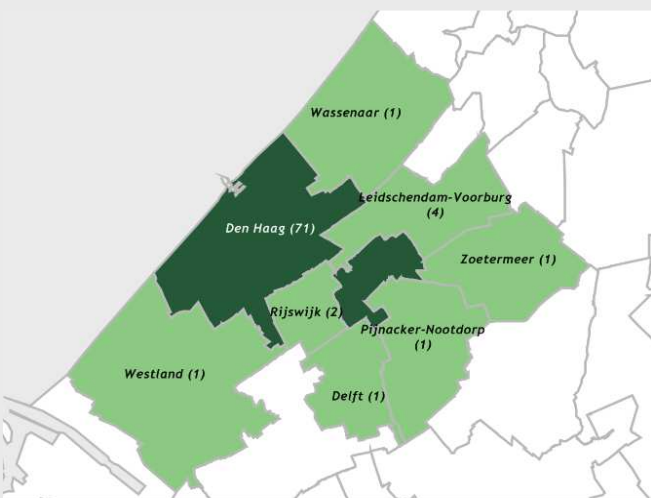 Wassenaar (1)
Leidschendam-Voorburg
(4)
Den Haag (71)
Zoetermeer (1)
Rijswijk (2)
Pijnacker-Nootdorp
(1)
Westland (1)
Delft (1)